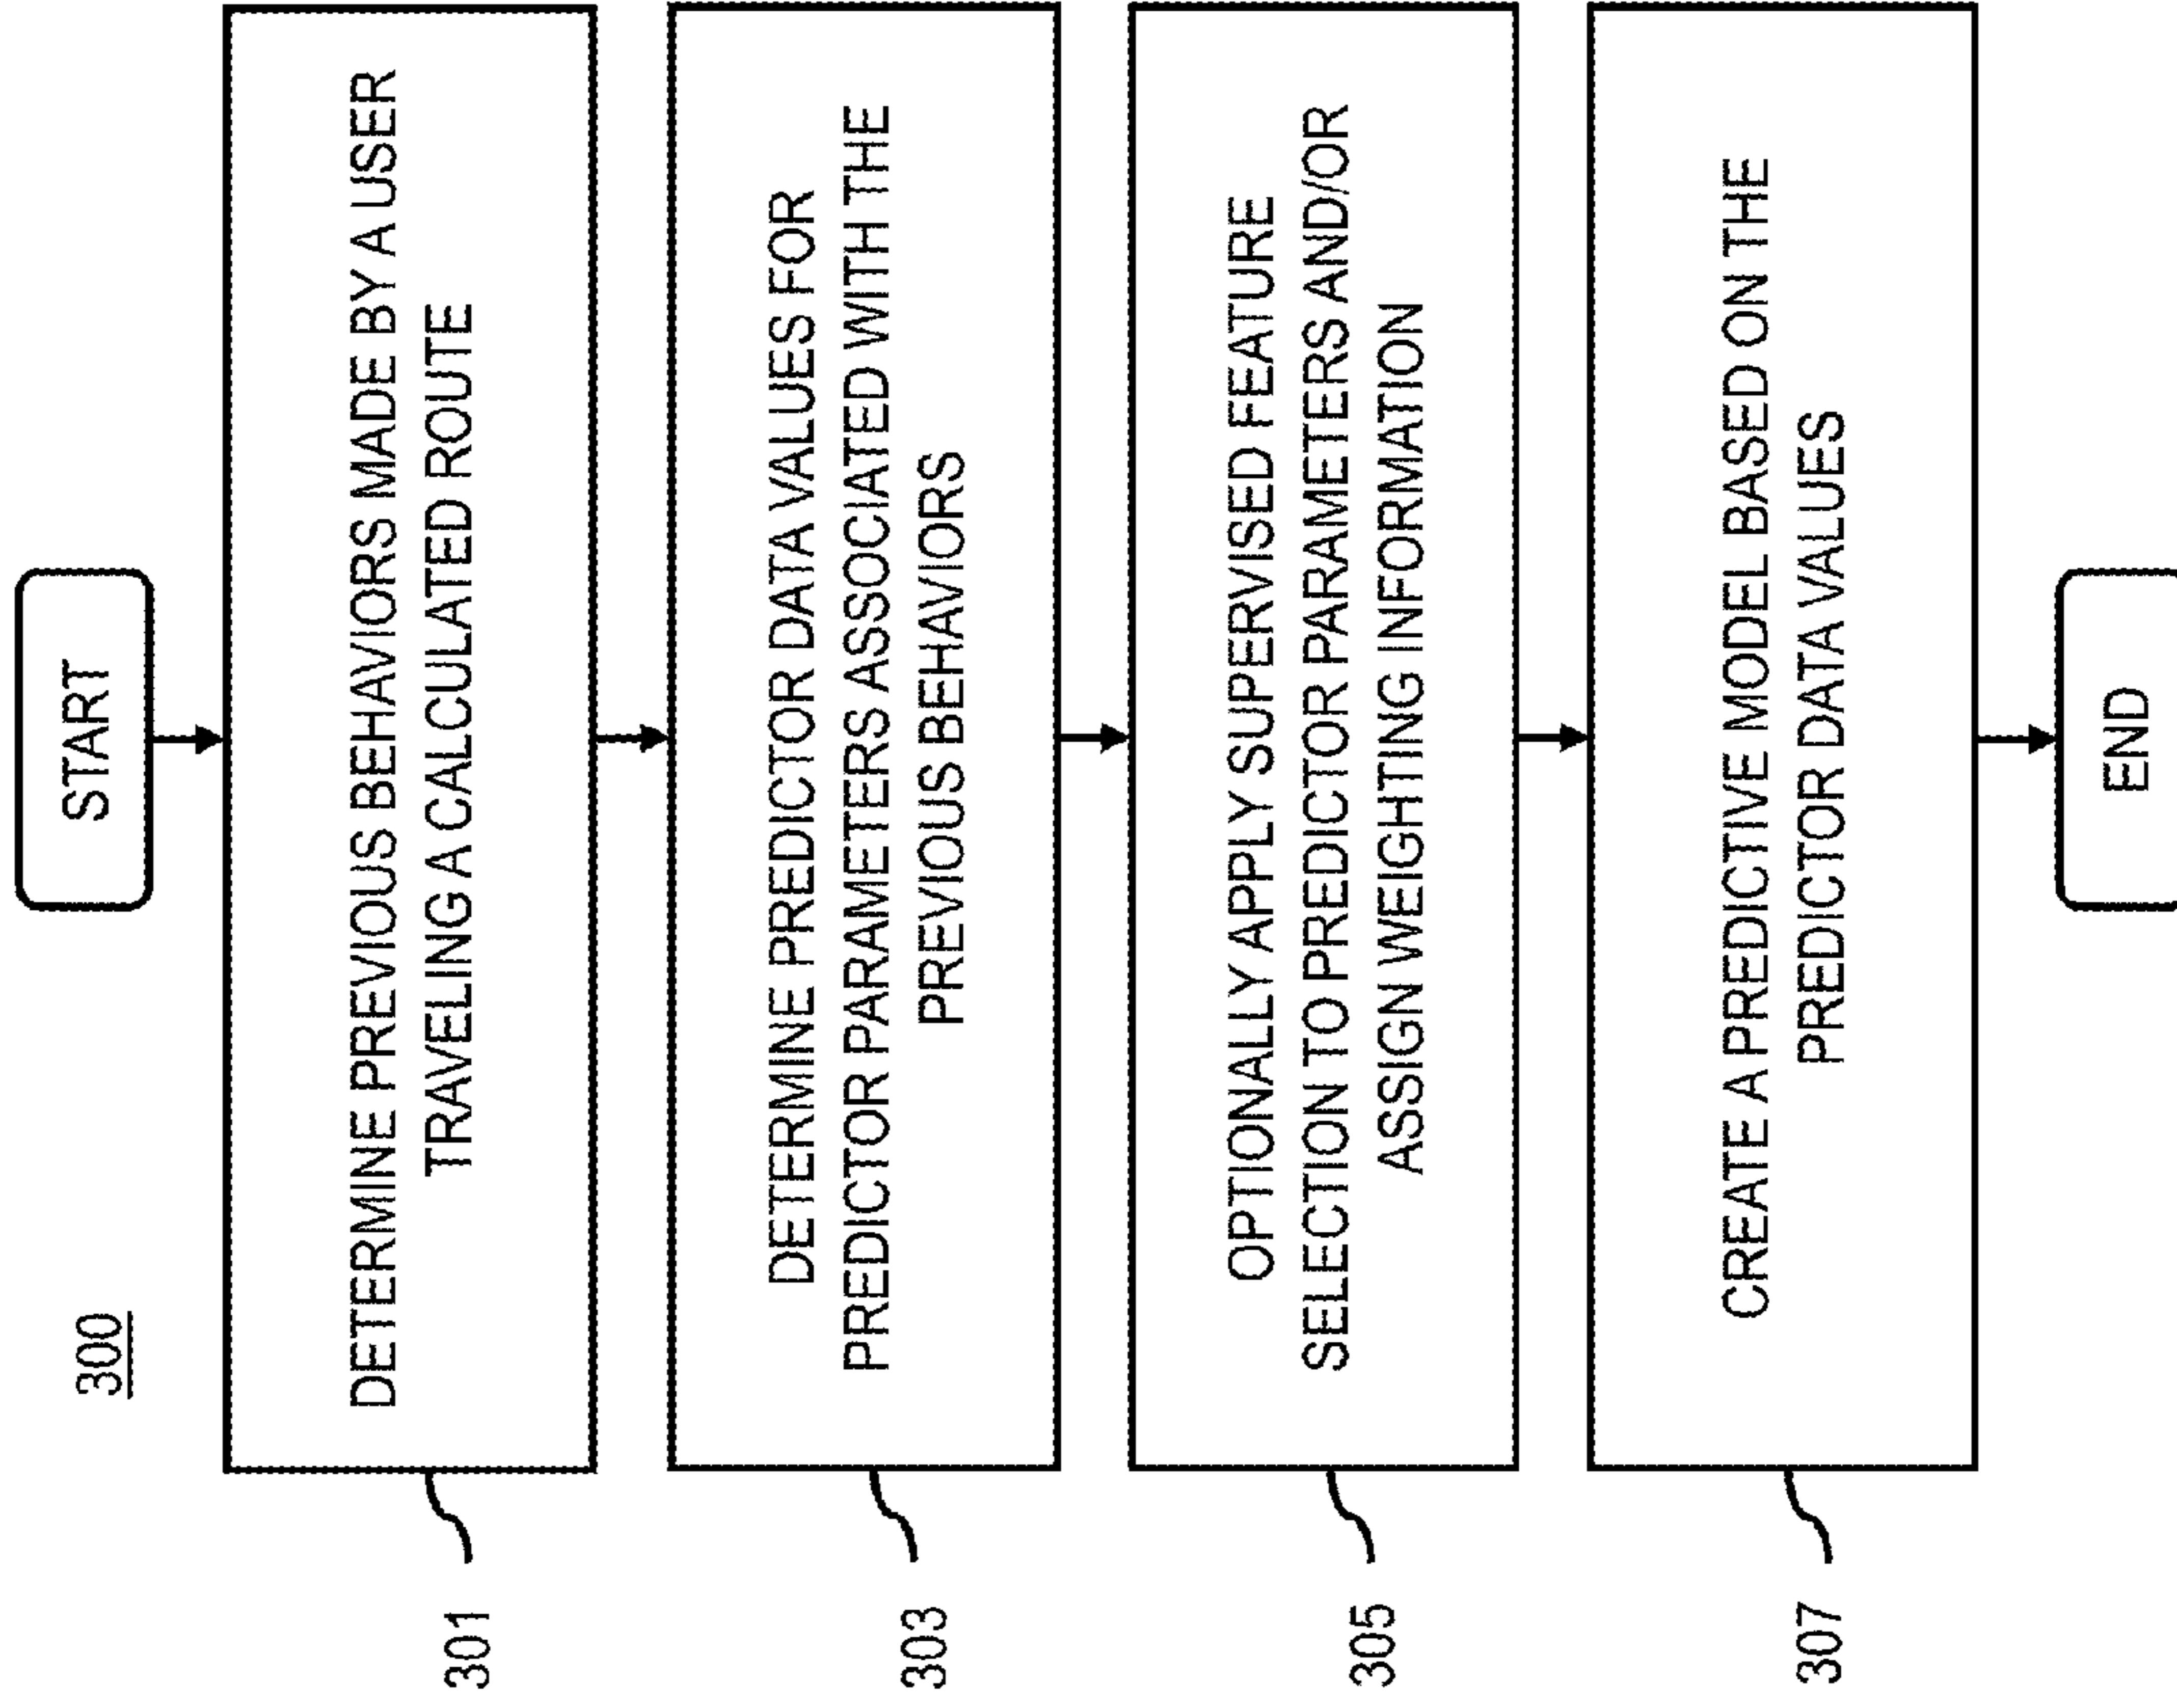 300
START
DETERMINE PREVIOUS BEHAVIORS MADE BY A USER
TRAVELING A CALCULATED ROUTE
301
DETERMINE PREDICTOR DATA VALUES FOR
PREDICTOR PARAMETERS ASSOCIATED WITH THE
PREVIOUS BEHAVIORS
303
OPTIONALLY APPLY SUPERVISED FEATURE
SELECTION TO PREDICTOR PARAMETERS AND/OR
ASSIGN WEIGHTING INFORMATION
305
CREATE A PREDICTIVE MODEL BASED ON THE
PREDICTOR DATA VALUES
307
END